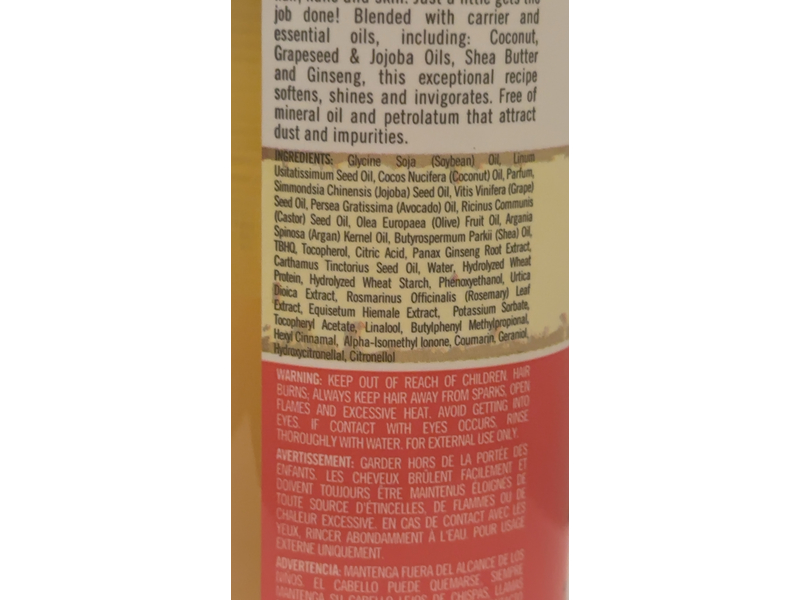 hair, nails and skin. Just a little gets the
job done! Blended with carrier and
essential oils, including: Coconut,
Grapeseed & Jojoba Oils, Shea Butter
and Ginseng, this exceptional recipe
softens, shines and invigorates. Free of
mineral oil and petrolatum that attract
dust and impurities.
INGREDIENTS: Glycine Soja (Soybean) Oil, Linum
Usitatissimum Seed Oil, Cocos Nucifera (Coconut) Oil, Parfum,
Simmondsia Chinensis (Jojoba) Seed Oil, Vitis Vinifera (Grape)
Seed Oil, Persea Gratissima (Avocado) Oil, Ricinus Communis
(Castor) Seed Oil, Olea Europaea (Olive) Fruit Oil, Argania
Spinosa (Argan) Kernel Oil, Butyrospermum Parkii (Shea) Oil,
TBHQ, Tocopherol, Citric Acid, Panax Ginseng Root Extract,
Carthamus Tinctorius Seed Oil, Water, Hydrolyzed Wheat
Protein, Hydrolyzed Wheat Starch, Phenoxyethanol, Urtica
Dioica Extract, Rosmarinus Officinalis (Rosemary) Leaf
Extract, Equisetum Hiemale Extract, Potassium Sorbate,
Tocopheryl Acetate, Linalool, Butylphenyl Methylpropional,
Hexyl Cinnamal, Alpha-Isomethyl Ionone, Coumarin, Geraniol,
Hydroxycitronellal, Citronellol
WARNING: KEEP OUT OF REACH OF CHILDREN. HAIR
BURNS, ALWAYS KEEP HAIR AWAY FROM SPARKS, OPEN
FLAMES AND EXCESSIVE HEAT. AVOID GETTING INTO
EYES. IF CONTACT WITH EYES OCCURS, RINSE
THOROUGHLY WITH WATER. FOR EXTERNAL USE ONLY.
AVERTISSEMENT: GARDER HORS DE LA PORTÉE DES
ENFANTS. LES CHEVEUX BRÛLENT FACILEMENT ET
DOIVENT TOUJOURS ÊTRE MAINTENUS ÉLOIGNÉS DE
TOUTE SOURCE D'ÉTINCELLES, DE FLAMMES OU DE
CHALEUR EXCESSIVE. EN CAS DE CONTACT AVEC LES
YEUX, RINCER ABONDAMMENT À L'EAU. POUR USAGE
EXTERNE UNIQUEMENT.
ADVERTENCIA: MANTENGA FUERA DEL ALCANCE DE LOS
NIÑOS. EL CABELLO PUEDE QUEMARSE, SIEMPRE
MANTENGA SU CABELLO LEJOS DE CHISPAS, LLAMAS